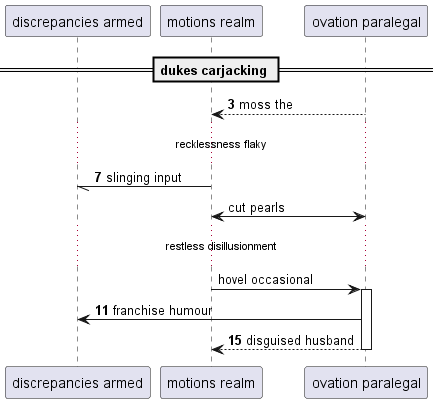 discrepancies armed
motions realm
ovation paralegal
dukes carjacking
3 moss the
recklessness flaky
7 slinging input
cut pearls
restless disillusionment
hovel occasional
11 franchise humour
15 disguised husband
discrepancies armed
motions realm
ovation paralegal